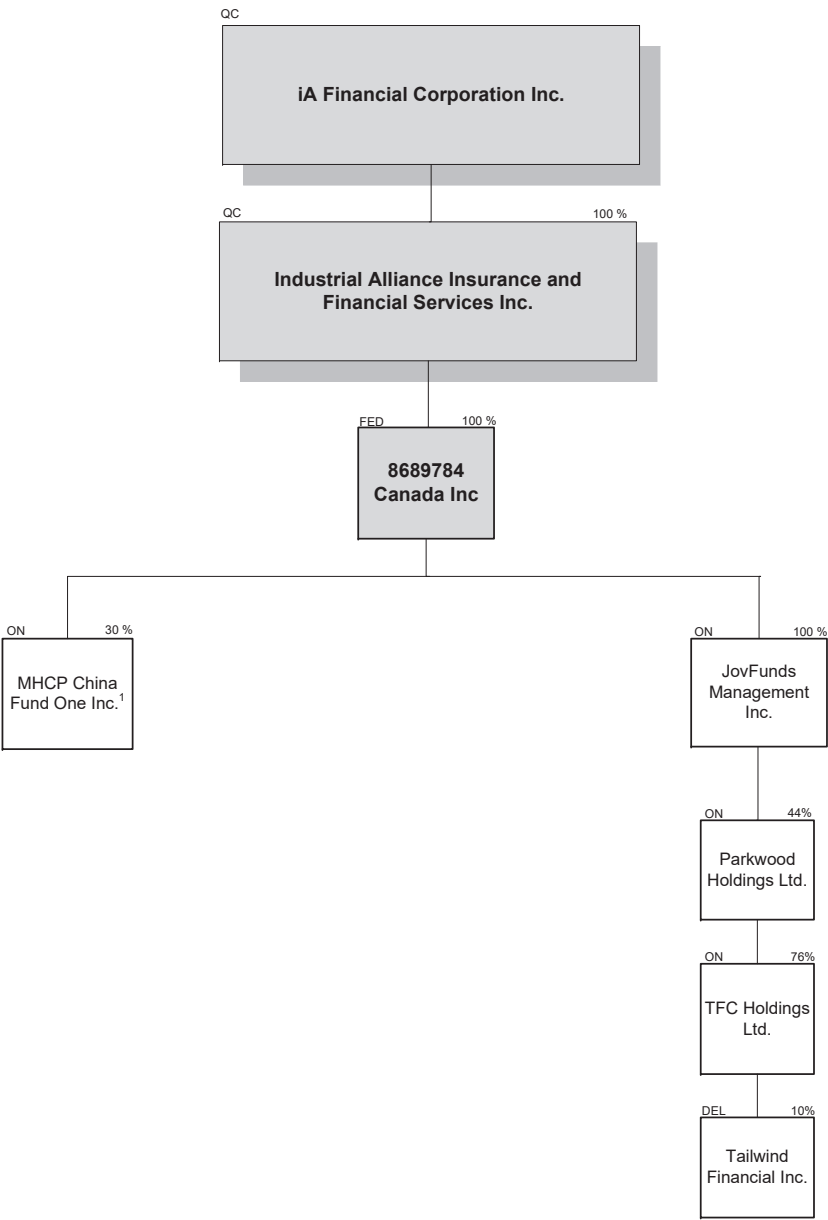 QC
iA Financial Corporation Inc.
QC 100 %
Industrial Alliance Insurance and
Financial Services Inc.
FED 100 %
8689784
Canada Inc
ON 30 %
MHCP China
Fund One Inc.1
ON 100 %
JovFunds
Management
Inc.
ON 44%
Parkwood
Holdings Ltd.
ON 76%
TFC Holdings
Ltd.
DEL 10%
Tailwind
Financial Inc.